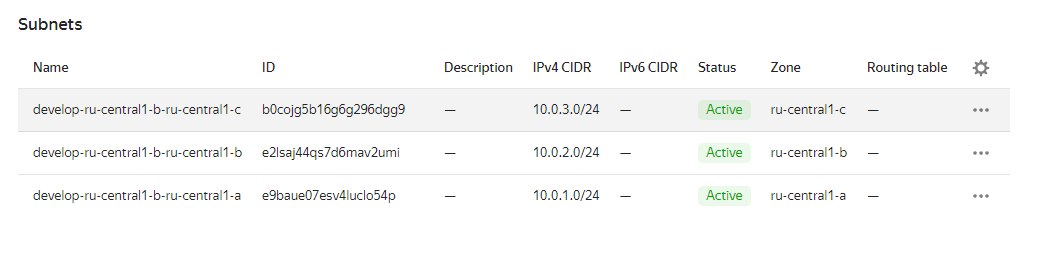 Subnets
Name ID Description IPv4 CIDR IPv6 CIDR Status Zone Routing table
develop-ru-central1-b-ru-central1-c b0cojg5b16g6g296dgg9 — 10.0.3.0/24 — Active ru-central1-c —
develop-ru-central1-b-ru-central1-b e2lsaj44qs7d6mav2umi — 10.0.2.0/24 — Active ru-central1-b —
develop-ru-central1-b-ru-central1-a e9baue07esv4luclo54p — 10.0.1.0/24 — Active ru-central1-a —